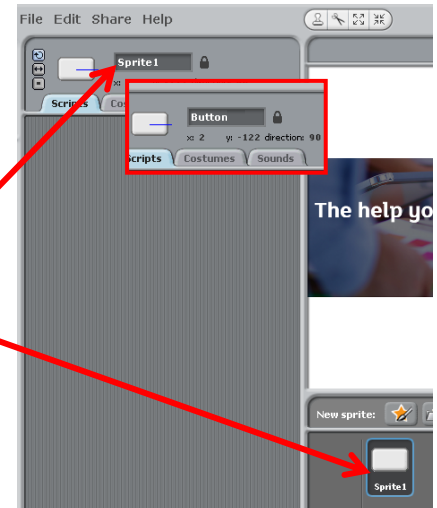 File Edit Share Help
Sprite1
x:
Scripts
Button
x: 2 y: -122 direction: 90
Scripts Costumes Sounds
The help yo
New sprite:
Sprite1